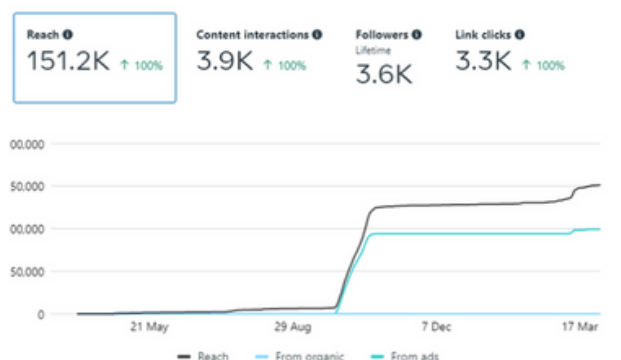 Reach
Content interactions
Followers
Link clicks
Lifetime
151.2K ↑ 100%
3.9K ↑ 100%
3.6K
3.3K ↑ 100%
00.000
50.000
00.000
50.000
0
21 May
29 Aug
7 Dec
17 Mar
Reach
From organic
From ads